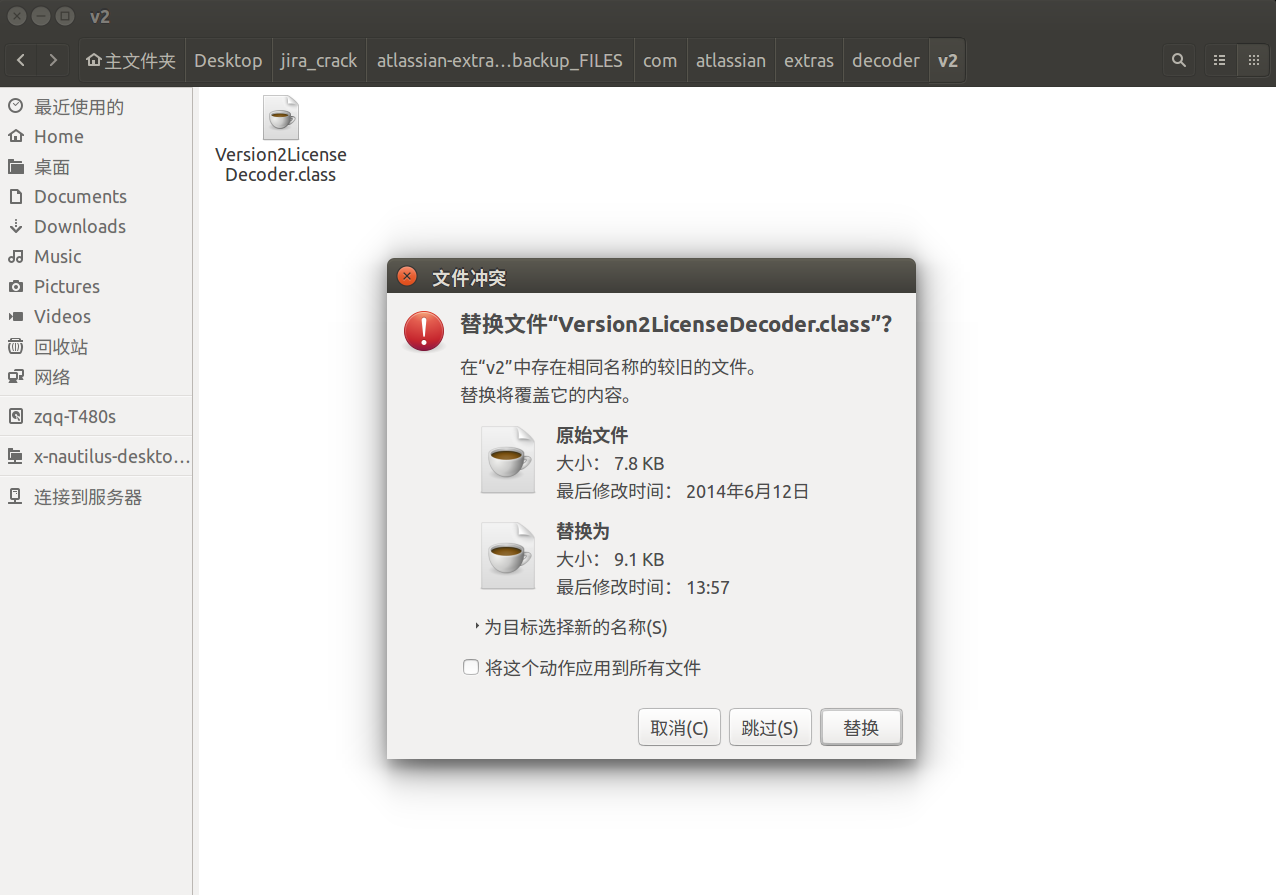 v2
主文件夹 Desktop jira_crack atlassian-extra...backup_FILES com atlassian extras decoder v2
最近使用的
Home
桌面
Documents
Downloads
Music
Pictures
Videos
回收站
网络
zqq-T480s
x-nautilus-deskto...
连接到服务器
Version2License
Decoder.class
文件冲突
替换文件“Version2LicenseDecoder.class”?
在“v2”中存在相同名称的较旧的文件。
替换将覆盖它的内容。
原始文件
大小： 7.8 KB
最后修改时间： 2014年6月12日
替换为
大小： 9.1 KB
最后修改时间： 13:57
为目标选择新的名称(S)
将这个动作应用到所有文件
取消(C) 跳过(S) 替换